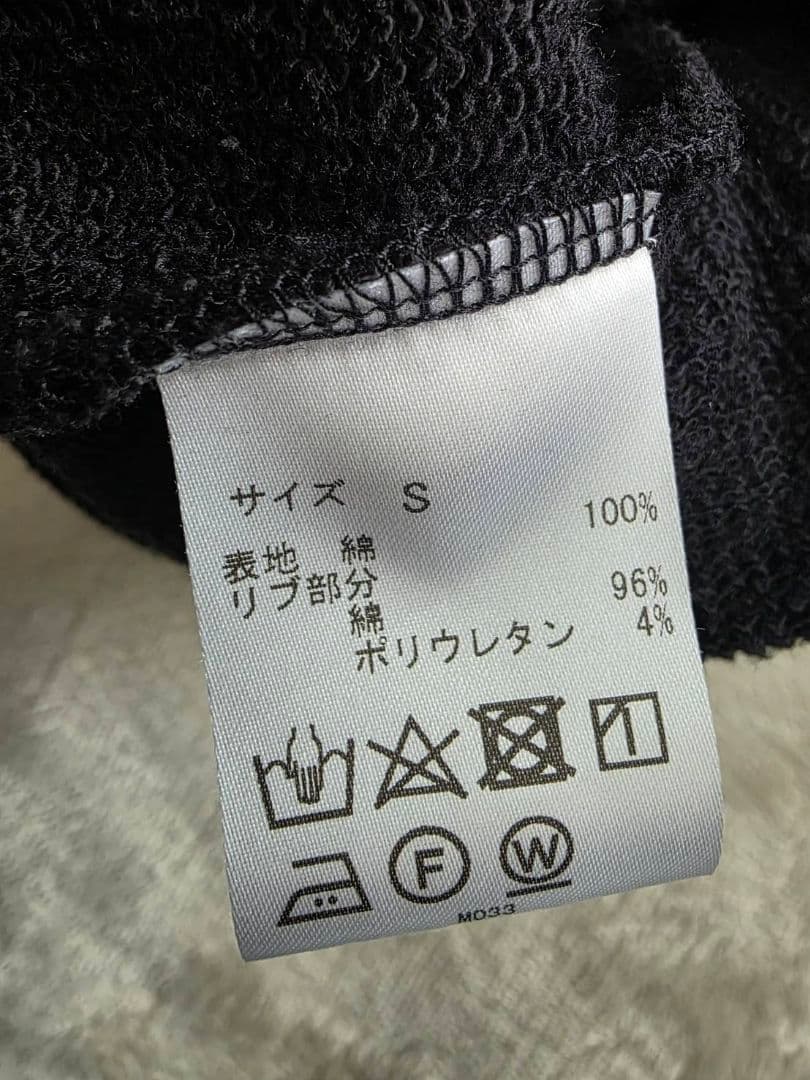 サイズ S
表地 綿 100%
リブ部分
綿 96%
ポリウレタン 4%
F W
M033